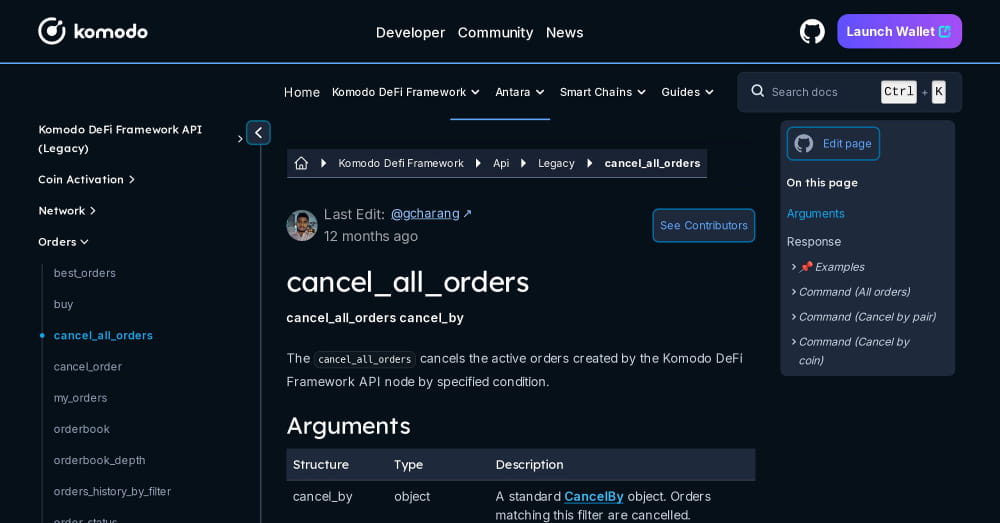 komodo
Developer Community News
Launch Wallet
Home Komodo DeFi Framework Antara Smart Chains Guides
Search docs Ctrl + K
Komodo DeFi Framework API
(Legacy)
Coin Activation
Network
Orders
best_orders
buy
cancel_all_orders
cancel_order
my_orders
orderbook
orderbook_depth
orders_history_by_filter
order_status
Komodo Defi Framework Api Legacy cancel_all_orders
Last Edit: @gcharang ↗
12 months ago
See Contributors
cancel_all_orders
cancel_all_orders cancel_by
The cancel_all_orders cancels the active orders created by the Komodo DeFi
Framework API node by specified condition.
Arguments
Structure Type Description
cancel_by object A standard CancelBy object. Orders
matching this filter are cancelled.
Edit page
On this page
Arguments
Response
📌 Examples
Command (All orders)
Command (Cancel by pair)
Command (Cancel by
coin)